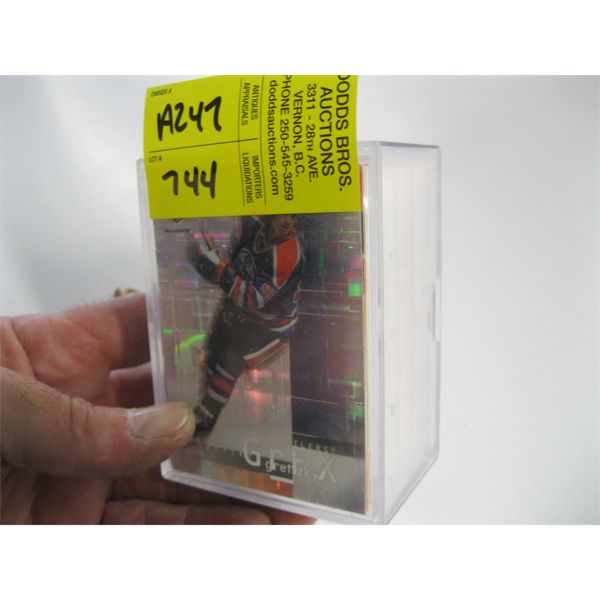 OWNER #
A247
LOT #
744
ANTIQUES
APPRAISALS
IMPORTERS
LIQUIDATIONS
DODDS BROS.
AUCTIONS
3311 - 28TH AVE.
VERNON, B.C.
PHONE 250-545-3259
doddsauctions.com
GrEX
gretzky